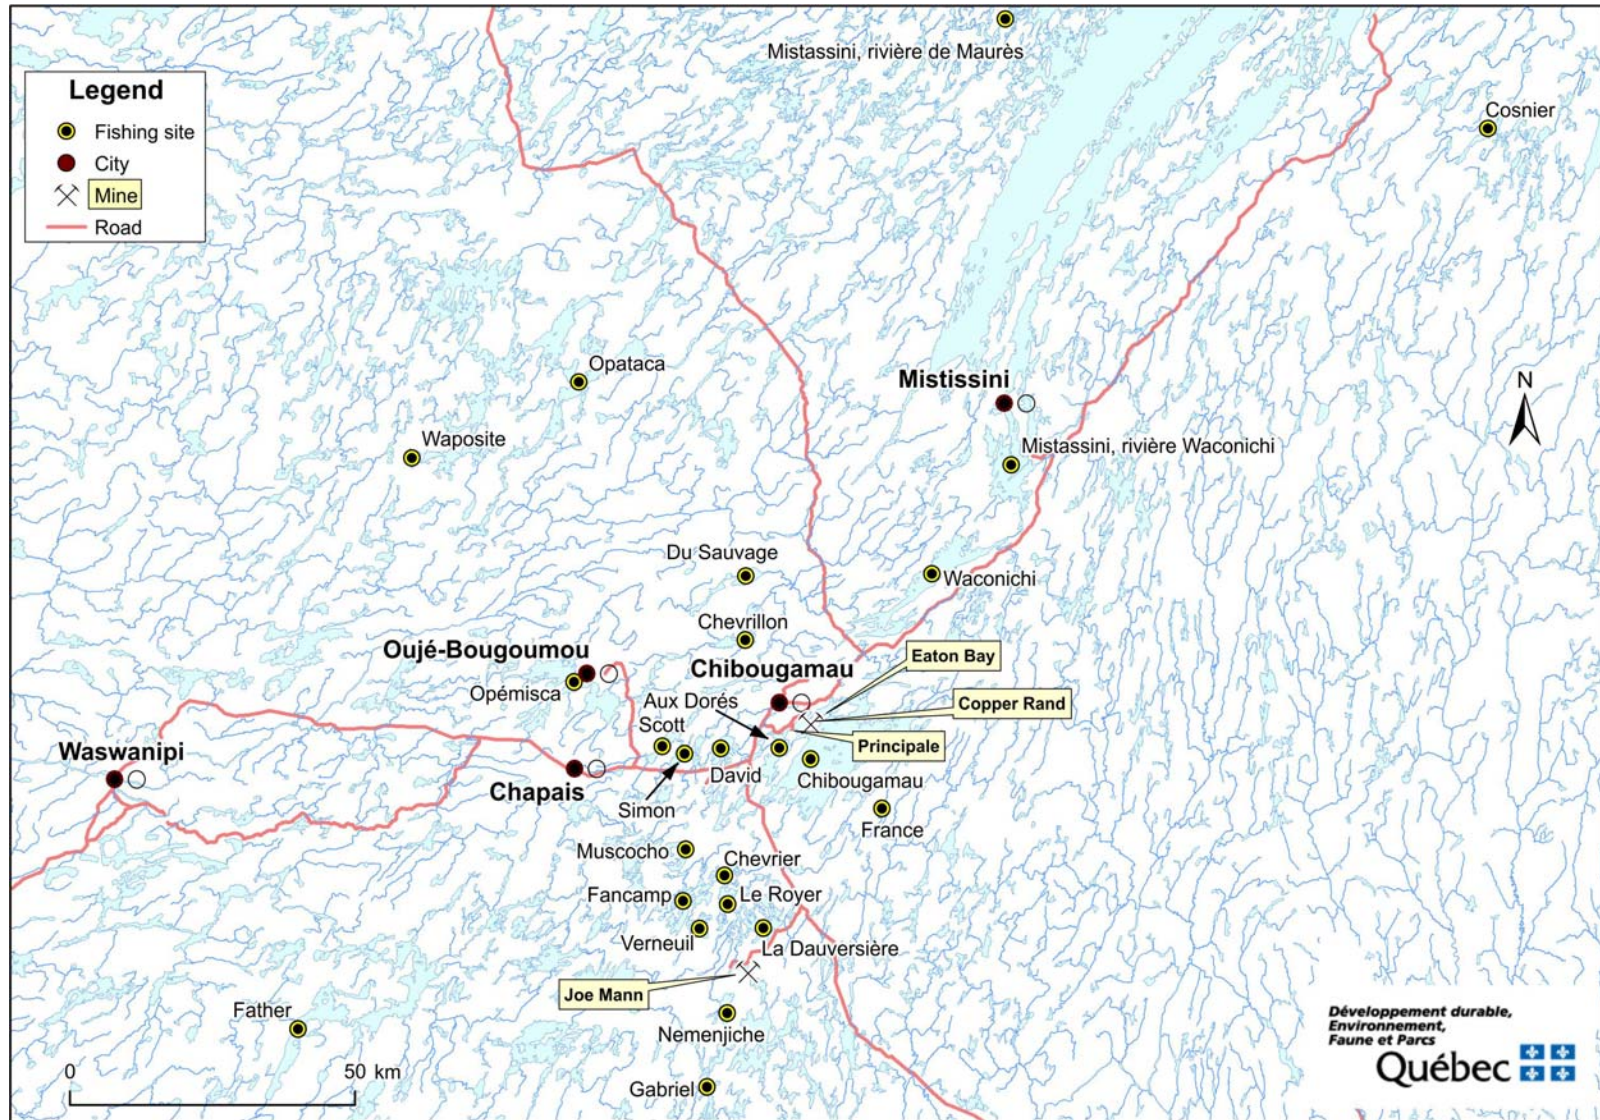 Mistassini, rivière de Maurès
Legend
Fishing site
City
Mine
Road
Cosnier
Opataca
Mistissini
N
Waposite
Mistassini, rivière Waconichi
Du Sauvage
Waconichi
Chevrillon
Oujé-Bougoumou
Chibougamau
Eaton Bay
Opémisca
Aux Dorés
Copper Rand
Scott
Principale
Waswanipi
David
Chibougamau
Chapais
Simon
France
Muscocho
Chevrier
Fancamp
Le Royer
Verneuil
La Dauversière
Joe Mann
Father
Nemenjiche
Développement durable,
Environnement,
Faune et Parcs
Québec
0 50 km
Gabriel